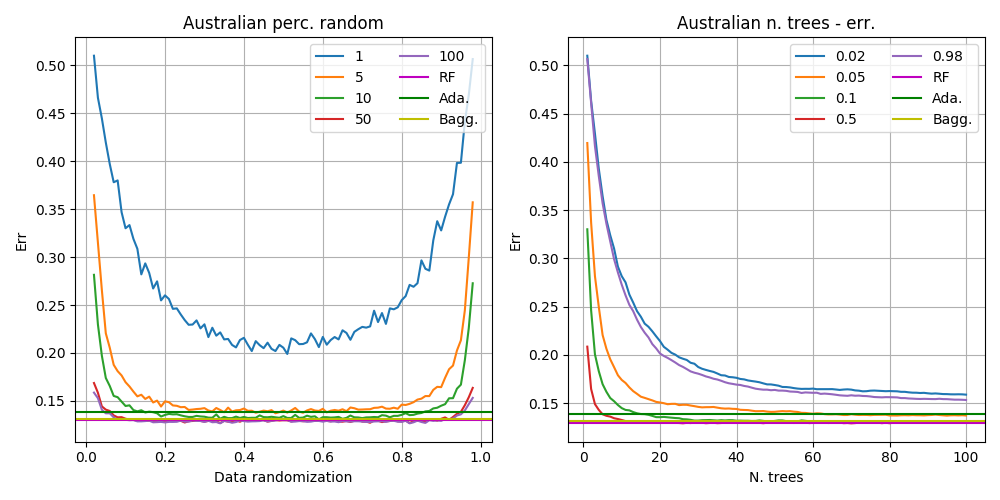 Australian perc. random
Err
0.50
0.45
0.40
0.35
0.30
0.25
0.20
0.15
1
5
10
50
100
RF
Ada.
Bagg.
0.0 0.2 0.4 0.6 0.8 1.0
Data randomization
Australian n. trees - err.
Err
0.50
0.45
0.40
0.35
0.30
0.25
0.20
0.15
0.02
0.05
0.1
0.5
0.98
RF
Ada.
Bagg.
0 20 40 60 80 100
N. trees